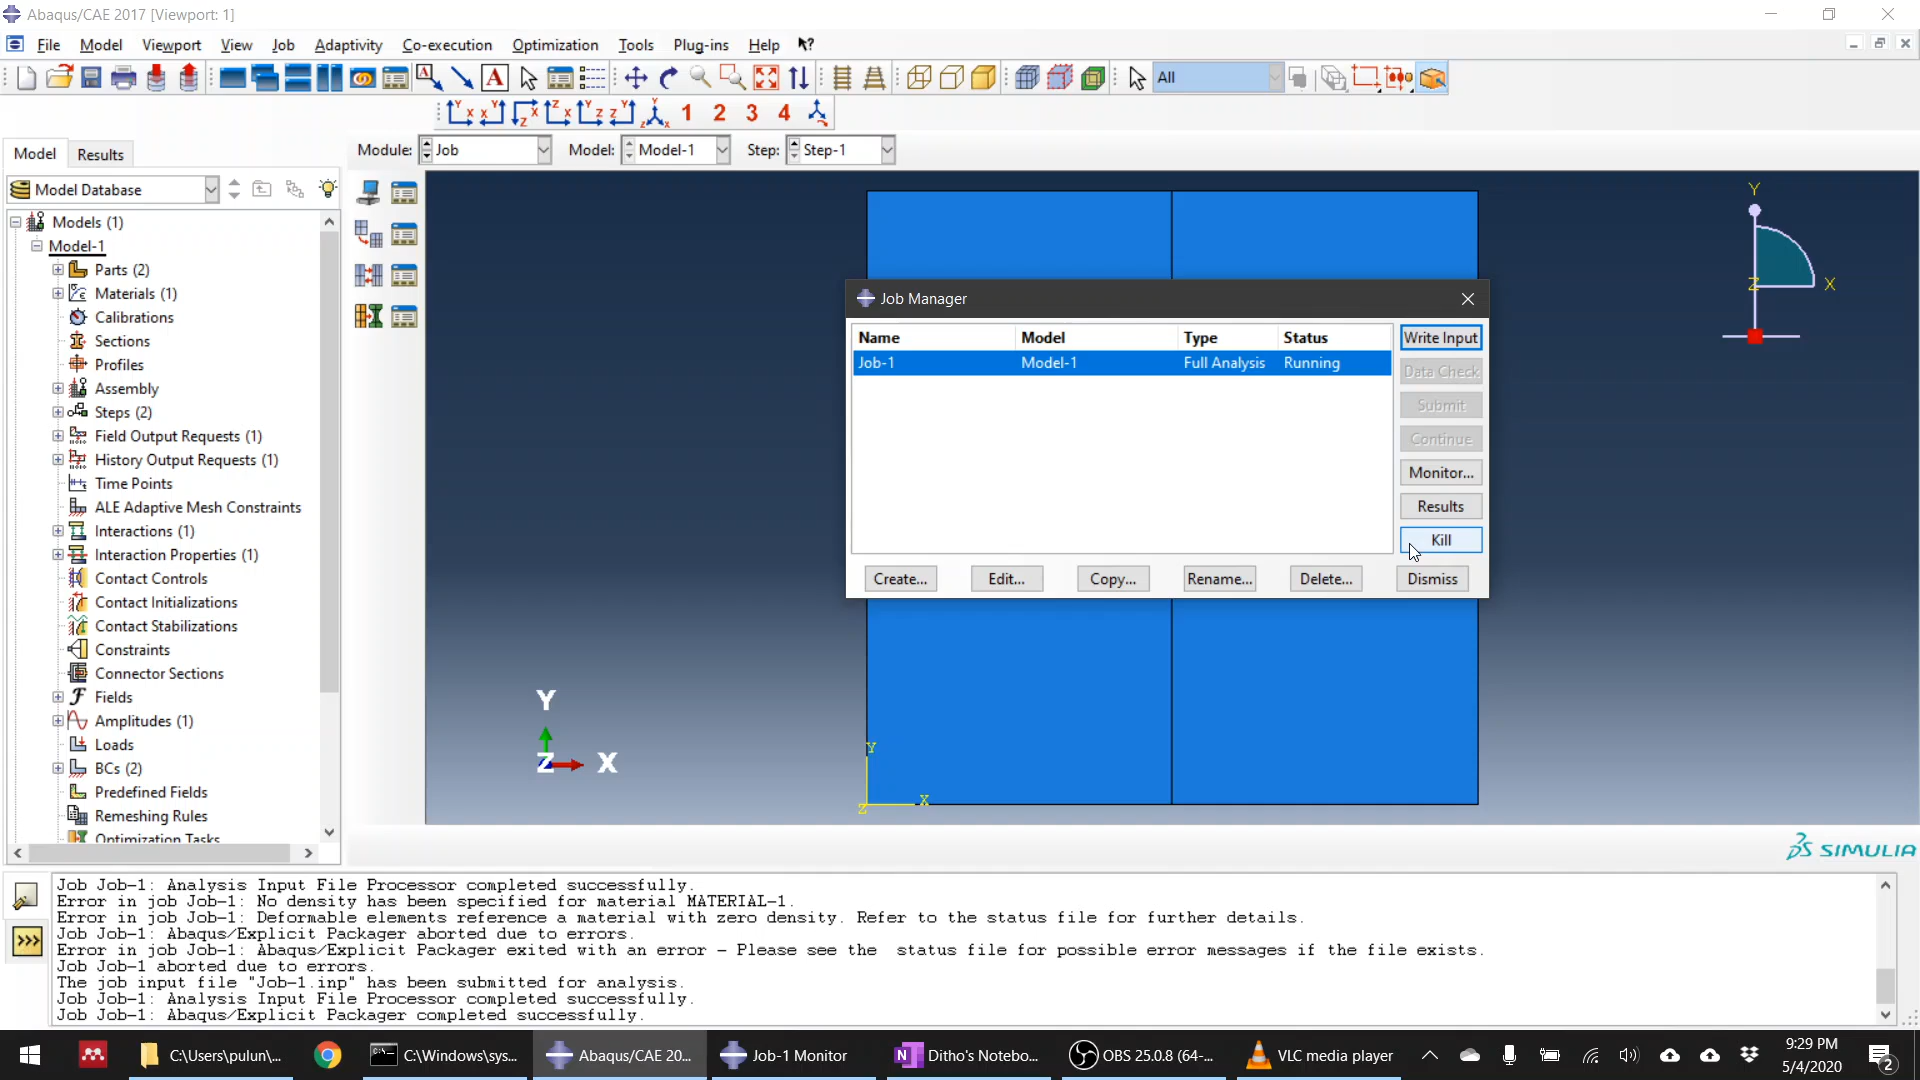 Abaqus/CAE 2017 [Viewport: 1]
File Model Viewport View Job Adaptivity Co-execution Optimization Tools Plug-ins Help
A All
1 2 3 4
Model Results
Module: Job Model: Model-1 Step: Step-1
Model Database
Models (1)
Model-1
Parts (2)
Materials (1)
Calibrations
Sections
Profiles
Assembly
Steps (2)
Field Output Requests (1)
History Output Requests (1)
Time Points
ALE Adaptive Mesh Constraints
Interactions (1)
Interaction Properties (1)
Contact Controls
Contact Initializations
Contact Stabilizations
Constraints
Connector Sections
Fields
Amplitudes (1)
Loads
BCs (2)
Predefined Fields
Remeshing Rules
Optimization Tasks
Y
Z X
Job Manager
Name Model Type Status
Job-1 Model-1 Full Analysis Running
Write Input
Data Check
Submit
Continue
Monitor...
Results
Kill
Create... Edit... Copy... Rename... Delete... Dismiss
Y
Z X
Y
Z X
SIMULIA
Job Job-1: Analysis Input File Processor completed successfully.
Error in job Job-1: No density has been specified for material MATERIAL-1.
Error in job Job-1: Deformable elements reference a material with zero density. Refer to the status file for further details.
Job Job-1: Abaqus/Explicit Packager aborted due to errors.
Error in job Job-1: Abaqus/Explicit Packager exited with an error - Please see the status file for possible error messages if the file exists.
Job Job-1 aborted due to errors.
The job input file "Job-1.inp" has been submitted for analysis.
Job Job-1: Analysis Input File Processor completed successfully.
Job Job-1: Abaqus/Explicit Packager completed successfully.
C:\Users\pulun\... C:\Windows\sys... Abaqus/CAE 20... Job-1 Monitor Ditho's Notebo... OBS 25.0.8 (64-... VLC media player
9:29 PM
5/4/2020
2